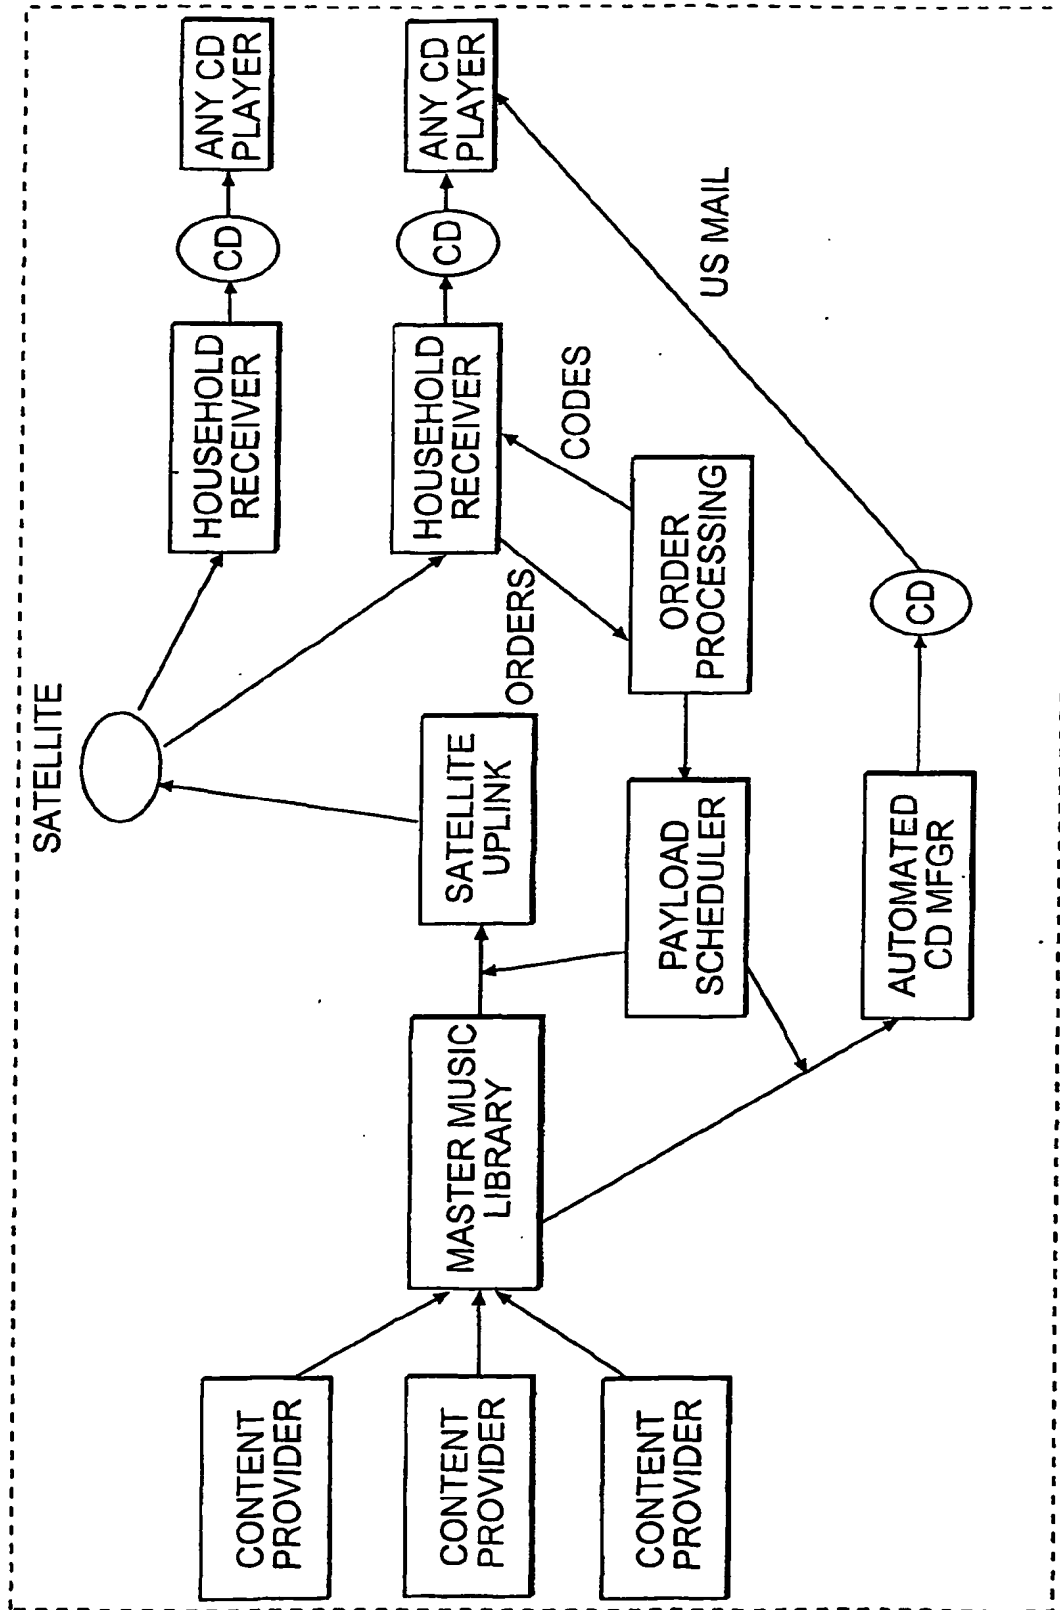 SATELLITE
CONTENT
PROVIDER
CONTENT
PROVIDER
CONTENT
PROVIDER
MASTER MUSIC
LIBRARY
SATELLITE
UPLINK
PAYLOAD
SCHEDULER
AUTOMATED
CD MFGR
ORDERS
ORDER
PROCESSING
CODES
CD
US MAIL
HOUSEHOLD
RECEIVER
CD
ANY CD
PLAYER
HOUSEHOLD
RECEIVER
CD
ANY CD
PLAYER